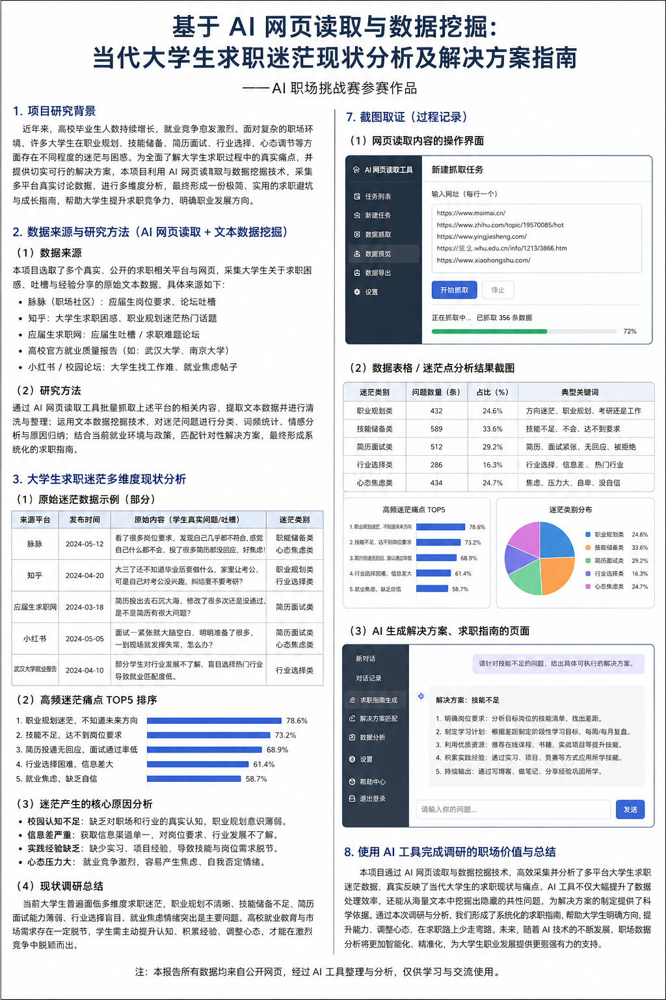 基于 AI 网页读取与数据挖掘:
当代大学生求职迷茫现状分析及解决方案指南
——AI 职场挑战赛参赛作品
1. 项目研究背景
近年来，高校毕业生人数持续增长，就业竞争愈发激烈。面对复杂的职场环
境，许多大学生在职业规划、技能储备、简历面试、行业选择、心态调节等方
面存在不同程度的迷茫与困惑。为全面了解大学生求职过程中的真实痛点，并
提供切实可行的解决方案，本项目利用 AI 网页读取与数据挖掘技术，采集
多平台真实讨论数据，进行多维度分析，最终形成一份极简、实用的求职避坑
与成长指南，帮助大学生提升求职竞争力，明确职业发展方向。
2. 数据来源与研究方法（AI 网页读取 + 文本数据挖掘）
（1）数据来源
本项目选取了多个真实、公开的求职相关平台与网页，采集大学生关于求职困
惑、吐槽与经验分享的原始文本数据，具体来源如下：
• 脉脉（职场社区）：应届生岗位要求、论坛吐槽
• 知乎：大学生求职困惑、职业规划迷茫热门话题
• 应届生求职网：应届生吐槽 / 求职难题论坛
• 高校官方就业质量报告（如：武汉大学、南京大学）
• 小红书 / 校园论坛：大学生找工作难、就业焦虑帖子
（2）研究方法
通过 AI 网页读取工具批量抓取上述平台的相关内容，提取文本数据并进行清
洗与整理；运用文本数据挖掘技术，对迷茫问题进行分类、词频统计、情感分
析与原因归纳；结合当前就业环境与政策，匹配针对性解决方案，最终形成系
统化的求职指南。
3. 大学生求职迷茫多维度现状分析
（1）原始迷茫数据示例（部分）
来源平台 发布时间 原始内容（学生真实问题/吐槽） 迷茫类别
脉脉 2024-05-12 看了很多岗位要求，发现自己几乎都不符合,感觉 职能储备类
自己什么都不会，投了很多简历都没回应，好焦虑! 心态焦虑类
知乎 2024-04-20 大三了还不知道毕业后要做什么，家里让考公， 职业规划类
可是自己对考公没兴趣，纠结要不要考研？ 行业选择类
应届生求职网 2024-03-18 简历投出去石沉大海，修改了很多次还是没通过, 简历面试类
是不是简历有很大问题？
小红书 2024-05-05 面试一紧张就大脑空白，明明准备了很多， 简历面试类
一到现场就发挥失常，怎么办？ 心态焦虑类
武汉大学就业报告 2024-04-10 部分学生对行业发展不了解，盲目选择热门行业 行业选择类
导致就业匹配度低。
（2）高频迷茫痛点 TOP5 排序
1. 职业规划迷茫，不知道未来方向 78.6%
2. 技能不足，达不到岗位要求 73.2%
3. 简历投递无回应，面试通过率低 68.9%
4. 行业选择困难，信息差大 61.4%
5. 就业焦虑，缺乏自信 58.7%
（3）迷茫产生的核心原因分析
• 校园认知不足：缺乏对职场和行业的真实认知，职业规划意识薄弱。
• 信息差严重：获取信息渠道单一，对岗位要求、行业发展不了解。
• 实践经验缺乏：缺少实习、项目经验，导致技能与岗位需求脱节。
• 心态压力大：就业竞争激烈，容易产生焦虑、自我否定情绪。
（4）现状调研总结
当前大学生普遍面临多维度求职迷茫，职业规划不清晰、技能储备不足、简历
面试能力薄弱、行业选择盲目、就业焦虑情绪突出是主要问题。高校就业教育与市
场需求存在一定脱节，学生需主动提升认知、积累经验、调整心态，才能在激烈
竞争中脱颖而出。
7. 截图取证（过程记录）
（1）网页读取内容的操作界面
AI 网页读取工具
任务列表
新建任务
数据抓取
数据预览
数据导出
设置
新建抓取任务
输入网址（每行一个）
https://www.maimai.cn/
https://www.zhihu.com/topic/19570085/hot
https://www.yingjiesheng.com/
https://.whu.edu.cn/info/1213/3866.htm
https://www.xiaohongshu.com/
开始抓取 停止
正在抓取中... 已抓取 356 条数据
72%
（2）数据表格 / 迷茫点分析结果截图
迷茫类别 问题数量（条） 占比（%） 典型关键词
职业规划类 432 24.6% 方向迷茫、职业规划、考研还是工作
技能储备类 589 33.6% 技能不足、不会、达不到要求
简历面试类 512 29.2% 简历、面试紧张、无回应、被拒绝
行业选择类 286 16.3% 行业选择、信息差、热门行业
心态焦虑类 434 24.7% 焦虑、压力大、自卑、没自信
高频迷茫痛点 TOP5
1. 职业规划迷茫，不知道未来方向 78.6%
2. 技能不足，达不到岗位要求 73.2%
3. 简历投递无回应，面试通过率低 68.9%
4. 行业选择困难，信息差大 61.4%
5. 就业焦虑，缺乏自信 58.7%
迷茫类别分布
职业规划类 24.6%
技能储备类 33.6%
简历面试类 29.2%
行业选择类 16.3%
心态焦虑类 24.7%
（3）AI 生成解决方案、求职指南的页面
新对话
对话记录
求职指南生成
解决方案匹配
数据分析
设置
帮助中心
退出登录
请针对技能不足的问题，给出具体可执行的解决方案。
解决方案：技能不足
1. 明确岗位要求：分析目标岗位的技能清单，找出差距。
2. 制定学习计划：根据差距制定阶段性学习目标，每周/每月复盘。
3. 利用优质资源：推荐在线课程、书籍、实战项目等提升技能。
4. 积累实践经验：通过实习、项目、竞赛等方式应用所学技能。
5. 持续输出：通过写博客、做笔记、分享经验巩固所学。
请输入你的问题...
发送
8. 使用 AI 工具完成调研的职场价值与总结
本项目通过 AI 网页读取与数据挖掘技术，高效采集并分析了多平台大学生求职
迷茫数据，真实反映了当代大学生的求职现状与痛点。AI 工具不仅大幅提升了数据
处理效率，还能从海量文本中挖掘出隐藏的共性问题，为解决方案的制定提供了科
学依据。通过本次调研与分析, 我们形成了系统化的求职指南, 帮助大学生明确方向, 提
升能力、调整心态，在求职路上少走弯路。未来，随着 AI 技术的不断发展，职场数据
分析将更加智能化、精准化，为大学生职业发展提供更强有力的支持。
注：本报告所有数据均来自公开网页，经过 AI 工具整理与分析，仅供学习与交流使用。